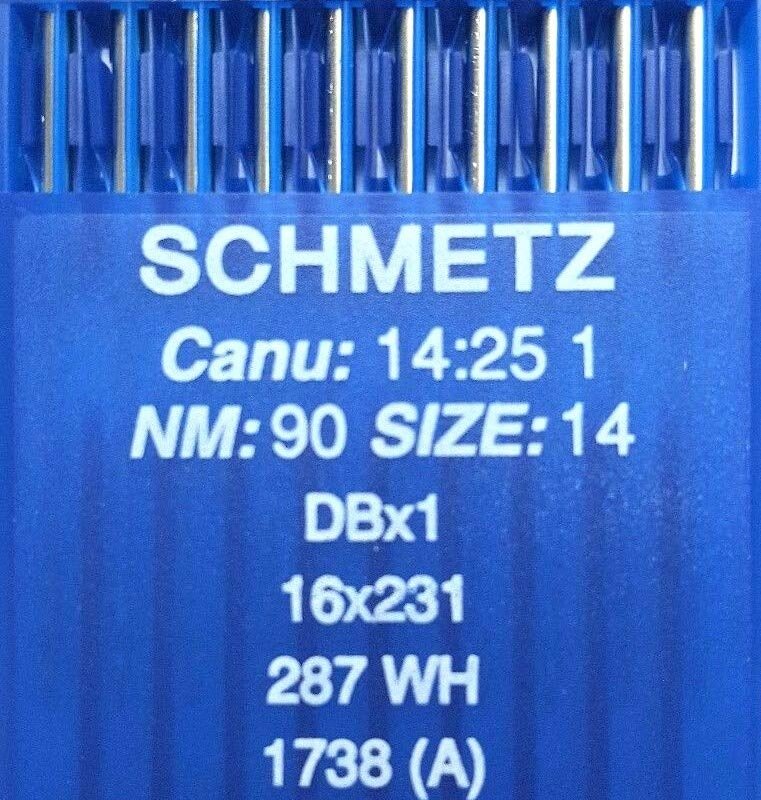 SCHMETZ
Canu: 14:25 1
NM: 90 SIZE: 14
DBx1
16x231
287 WH
1738 (A)